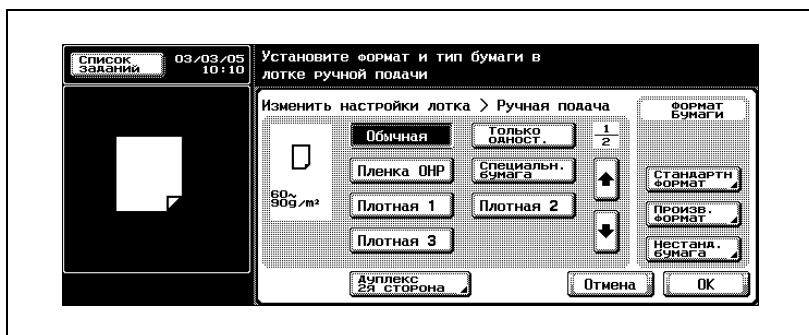 Список
заданий
03/03/05
10:10
Установите формат и тип бумаги в
лотке ручной подачи
Изменить настройки лотка > Ручная подача
Формат
Бумаги
Обычная
Только
одност.
1
2
Пленка OHP
Специальн.
бумага
Стандартн
формат
60~
90g/m²
Плотная 1
Плотная 2
Произв.
формат
Плотная 3
Нестанд.
бумага
Дуплекс
2я сторона
Отмена
OK